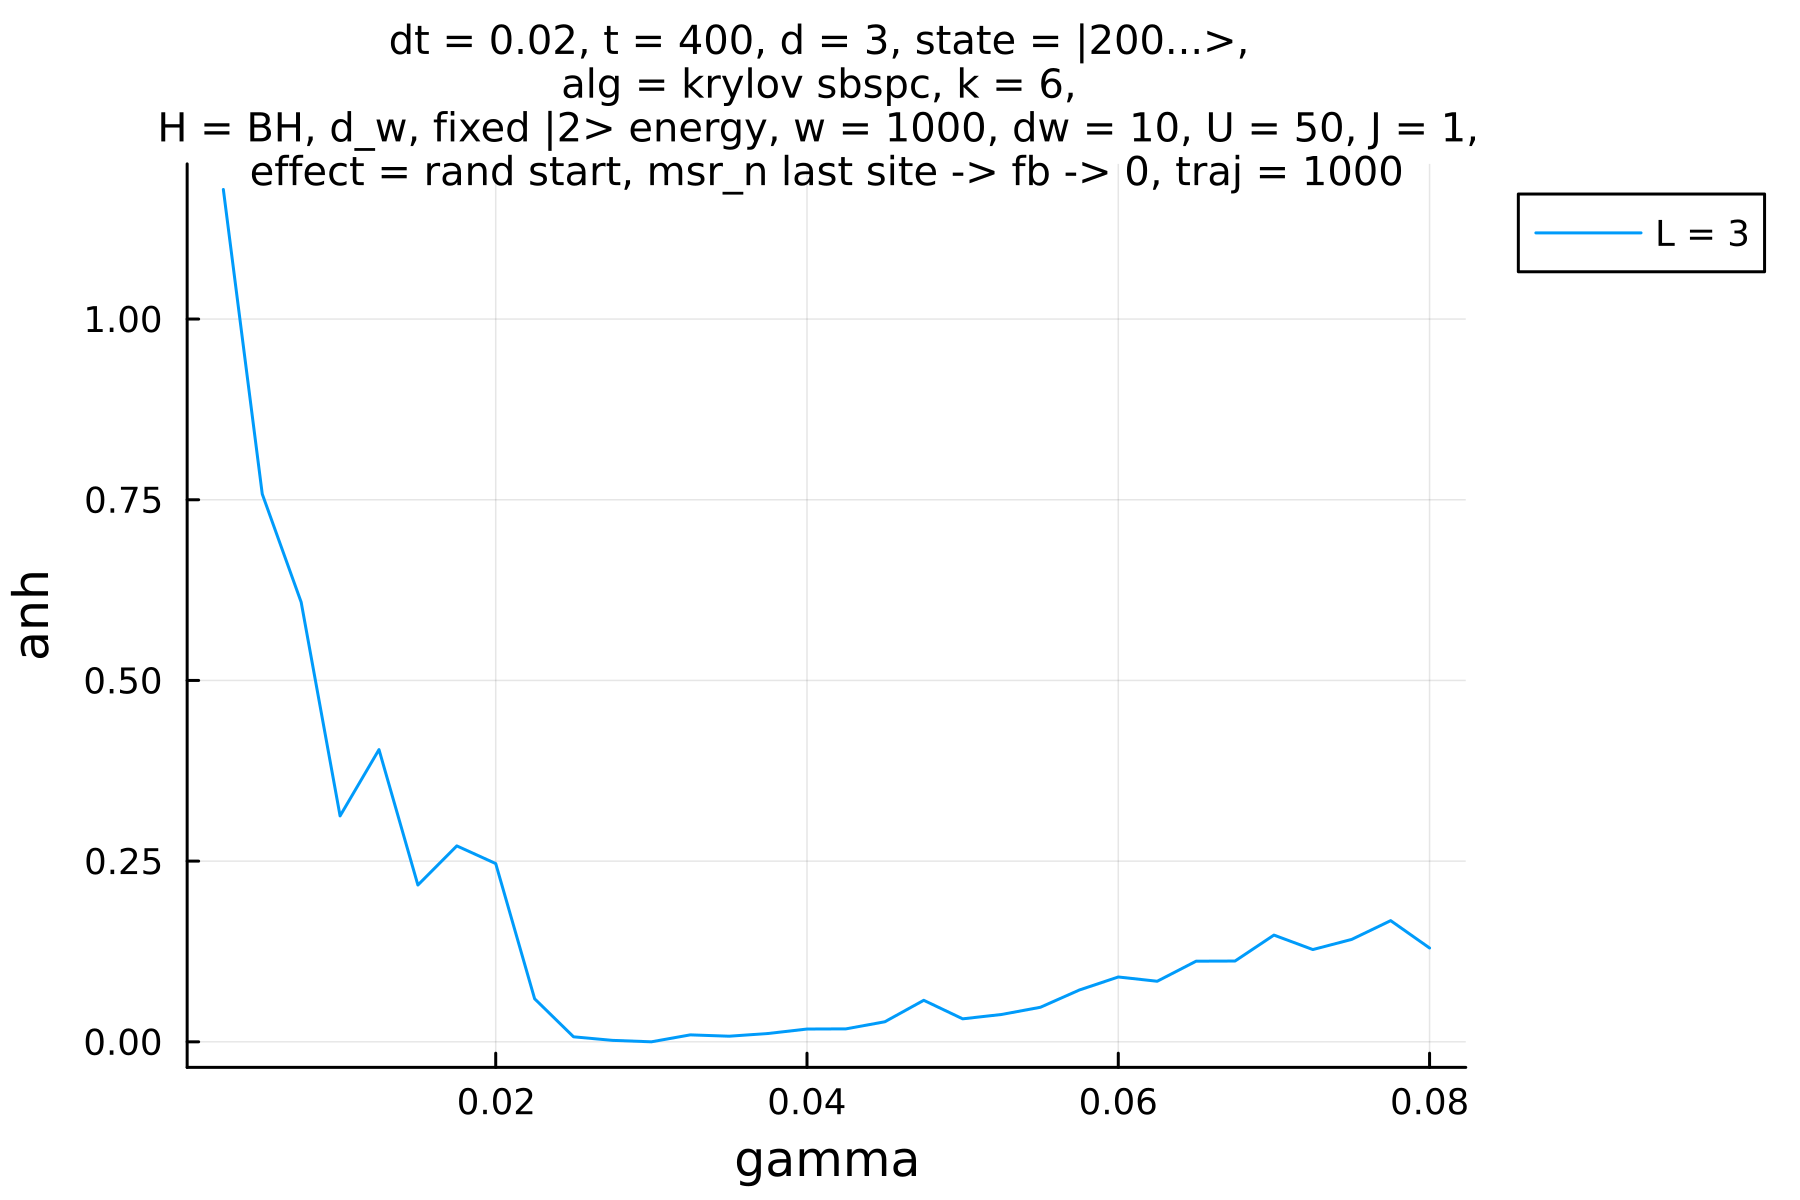 dt = 0.02, t = 400, d = 3, state = |200...>,
alg = krylov sbspc, k = 6,
H = BH, d_w, fixed |2> energy, w = 1000, dw = 10, U = 50, J = 1,
effect = rand start, msr_n last site -> fb -> 0, traj = 1000
L = 3
1.00
0.75
0.50
0.25
0.00
anh
0.02
0.04
0.06
0.08
gamma